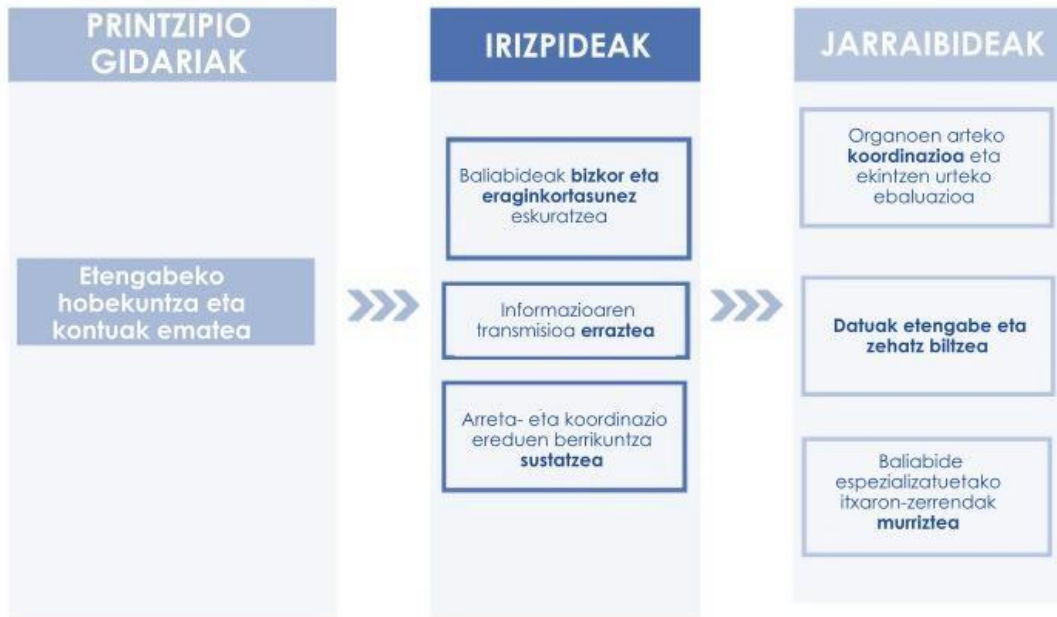 PRINTZIPIO
GIDARIAK
Etengabeko
hobekuntza eta
kontuak ematea
IRIZPIDEAK
Baliabideak bizkor eta
eraginkortasunez
eskuratzea
Informazioaren
transmisioa erraztea
Arreta- eta koordinazio
ereduen berrikuntza
sustatzea
JARRAIBIDEAK
Organoen arteko
koordinazioa eta
ekintzen urteko
ebaluazioa
Datuak etengabe eta
zehatz biltzea
Baliabide
espezializatuetako
itxaron-zerrendak
murriztea